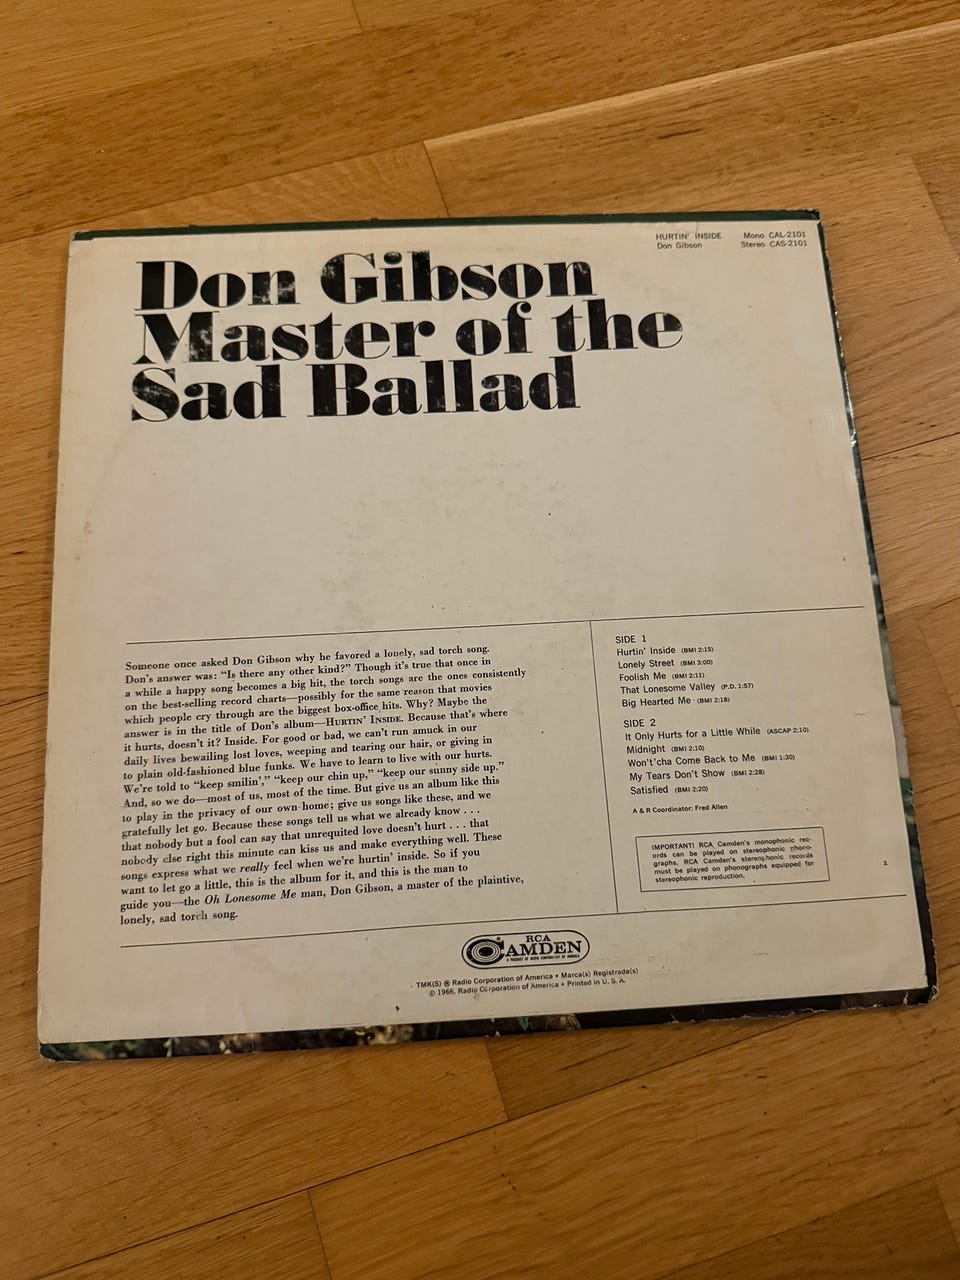 HURTIN' INSIDE Mono CAL-2101
Don Gibson Stereo CAS-2101
Don Gibson
Master of the
Sad Ballad
Someone once asked Don Gibson why he favored a lonely, sad torch song.
Don's answer was: "Is there any other kind?" Though it's true that once in
a while a happy song becomes a big hit, the torch songs are the ones consistently
on the best-selling record charts—possibly for the same reason that movies
which people cry through are the biggest box-office hits. Why? Maybe the
answer is in the title of Don's album—HURTIN' INSIDE. Because that's where
it hurts, doesn't it? Inside. For good or bad, we can't run amuck in our
daily lives bewailing lost loves, weeping and tearing our hair, or giving in
to plain old-fashioned blue funks. We have to learn to live with our hurts.
We're told to "keep smilin'," "keep our chin up," "keep our sunny side up."
And, so we do—most of us, most of the time. But give us an album like this
to play in the privacy of our own home; give us songs like these, and we
gratefully let go. Because these songs tell us what we already know . . .
that nobody but a fool can say that unrequited love doesn't hurt . . . that
nobody else right this minute can kiss us and make everything well. These
songs express what we really feel when we're hurtin' inside. So if you
want to let go a little, this is the album for it, and this is the man to
guide you—the Oh Lonesome Me man, Don Gibson, a master of the plaintive,
lonely, sad torch song.
SIDE 1
Hurtin' Inside (BMI 2:15)
Lonely Street (BMI 3:00)
Foolish Me (BMI 2:11)
That Lonesome Valley (P.D. 1:57)
Big Hearted Me (BMI 2:18)
SIDE 2
It Only Hurts for a Little While (ASCAP 2:10)
Midnight (BMI 2:10)
Won't'cha Come Back to Me (BMI 1:30)
My Tears Don't Show (BMI 2:28)
Satisfied (BMI 2:20)
A & R Coordinator: Fred Allen
IMPORTANT! RCA Camden's monophonic rec-
ords can be played on stereophonic phono-
graphs. RCA Camden's stereophonic records
must be played on phonographs equipped for
stereophonic reproduction.
2
RCA
CAMDEN
A PRODUCT OF RADIO CORPORATION OF AMERICA
TMK(S) ® Radio Corporation of America • Marca(s) Registrada(s)
© 1966, Radio Corporation of America • Printed in U. S. A.